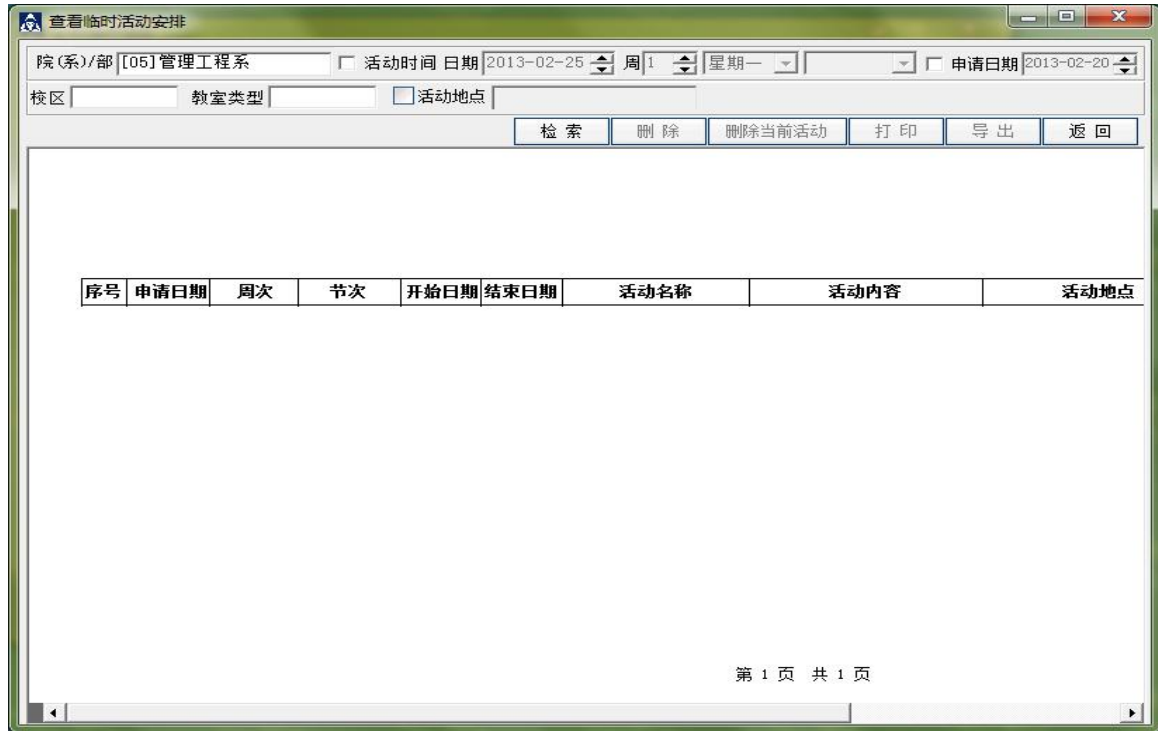 查看临时活动安排
院(系)/部 [05]管理工程系 活动时间 日期 2013-02-25 周 1 星期一 申请日期 2013-02-20
校区 教室类型 活动地点
检 索 删 除 删除当前活动 打 印 导 出 返 回
序号 申请日期 周次 节次 开始日期 结束日期 活动名称 活动内容 活动地点
第 1 页 共 1 页